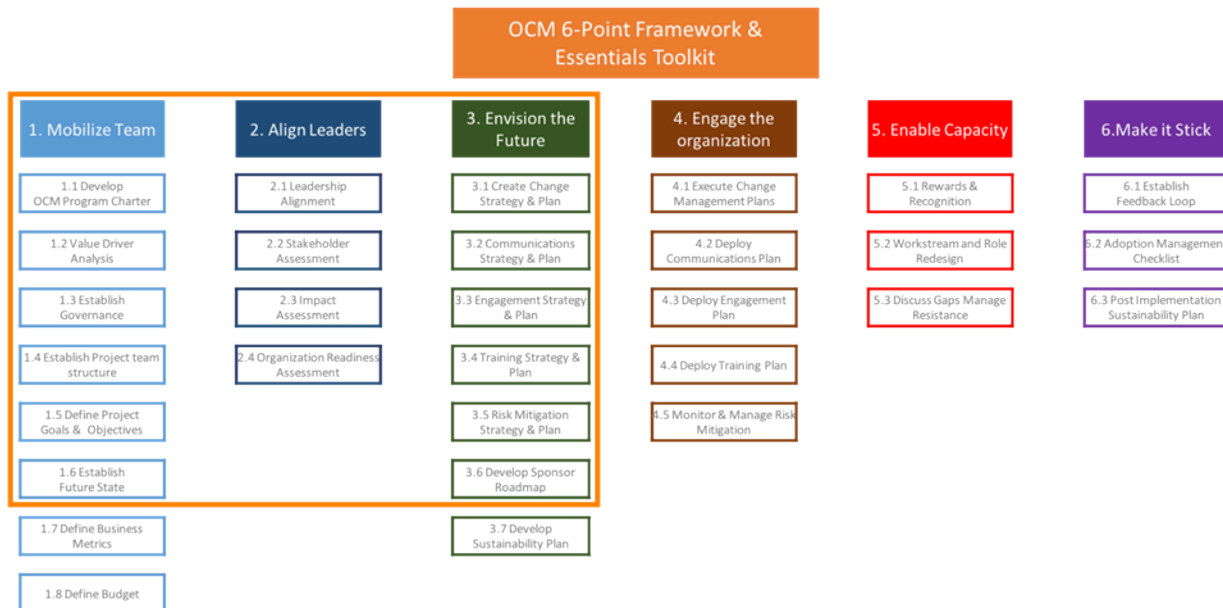 OCM 6-Point Framework &
Essentials Toolkit
1. Mobilize Team
1.1 Develop
OCM Program Charter
1.2 Value Driver
Analysis
1.3 Establish
Governance
1.4 Establish Project team
structure
1.5 Define Project
Goals & Objectives
1.6 Establish
Future State
1.7 Define Business
Metrics
1.8 Define Budget
2. Align Leaders
2.1 Leadership
Alignment
2.2 Stakeholder
Assessment
2.3 Impact
Assessment
2.4 Organization Readiness
Assessment
3. Envision the
Future
3.1 Create Change
Strategy & Plan
3.2 Communications
Strategy & Plan
3.3 Engagement Strategy
& Plan
3.4 Training Strategy &
Plan
3.5 Risk Mitigation
Strategy & Plan
3.6 Develop Sponsor
Roadmap
3.7 Develop
Sustainability Plan
4. Engage the
organization
4.1 Execute Change
Management Plans
4.2 Deploy
Communications Plan
4.3 Deploy Engagement
Plan
4.4 Deploy Training Plan
4.5 Monitor & Manage Risk
Mitigation
5. Enable Capacity
5.1 Rewards &
Recognition
5.2 Workstream and Role
Redesign
5.3 Discuss Gaps Manage
Resistance
6.Make it Stick
6.1 Establish
Feedback Loop
6.2 Adoption Management
Checklist
6.3 Post Implementation
Sustainability Plan